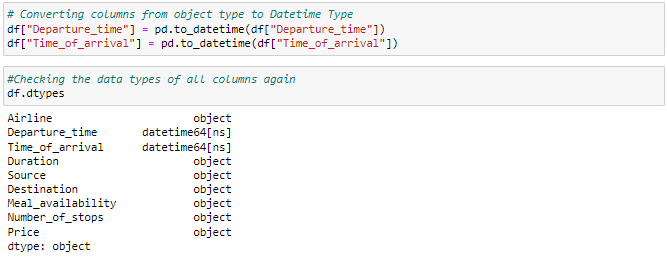 # Converting columns from object type to Datetime Type
df["Departure_time"] = pd.to_datetime(df["Departure_time"])
df["Time_of_arrival"] = pd.to_datetime(df["Time_of_arrival"])
#Checking the data types of all columns again
df.dtypes
Airline object
Departure_time datetime64[ns]
Time_of_arrival datetime64[ns]
Duration object
Source object
Destination object
Meal_availability object
Number_of_stops object
Price object
dtype: object